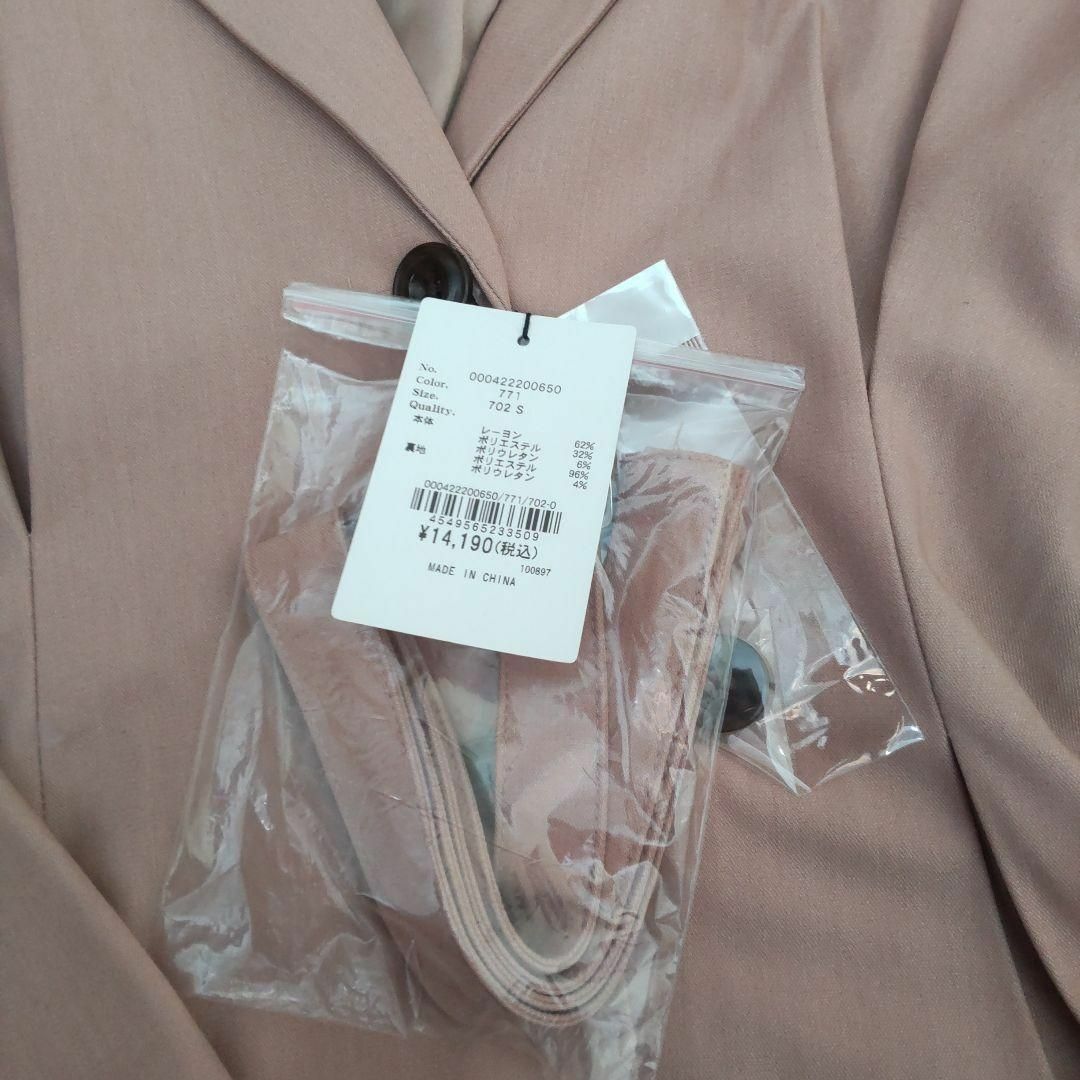 No. 000422200650
Color. 771
Size. 702 S
Quality.
本体 レーヨン 62%
ポリエステル 32%
ポリウレタン 6%
裏地 ポリエステル 96%
ポリウレタン 4%
000422200650/771/702-0
4549565233509
¥14,190(税込)
100897
MADE IN CHINA